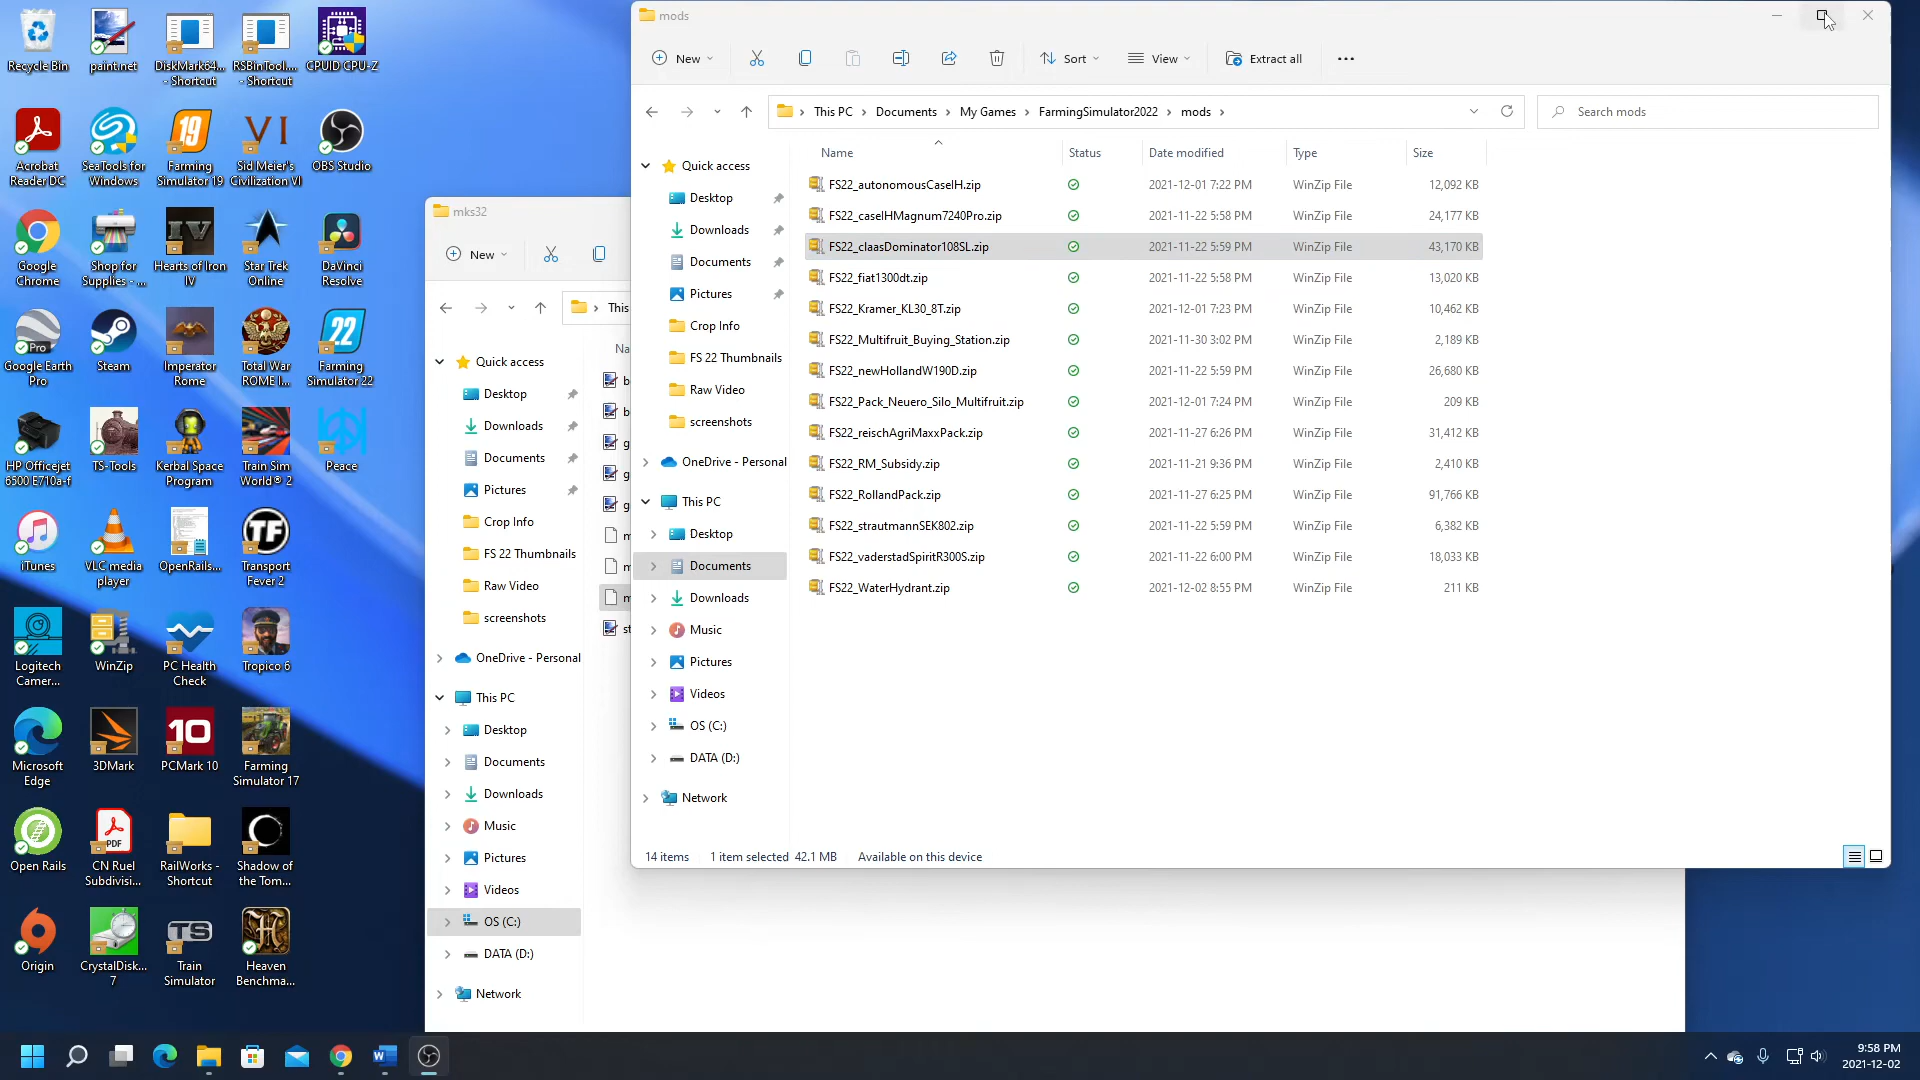 Recycle Bin
paint.net
DiskMark64...
- Shortcut
RSBinTool....
- Shortcut
CPUID CPU-Z
Acrobat
Reader DC
SeaTools for
Windows
19
Farming
Simulator 19
VI
Sid Meier's
Civilization VI
OBS Studio
Google
Chrome
Shop for
Supplies - ...
IV
Hearts of Iron
IV
Star Trek
Online
DaVinci
Resolve
Pro
Google Earth
Pro
Steam
Imperator
Rome
Total War
ROME I...
22
Farming
Simulator 22
HP Officejet
6500 E710a-f
TS-Tools
Kerbal Space
Program
Train Sim
World® 2
Peace
iTunes
VLC media
player
OpenRails...
TF
Transport
Fever 2
Logitech
Camer...
WinZip
PC Health
Check
Tropico 6
Microsoft
Edge
3DMark
10
PCMark 10
Farming
Simulator 17
Open Rails
PDF
CN Ruel
Subdivisi...
RailWorks -
Shortcut
Shadow of
the Tom...
Origin
CrystalDisk...
7
TS
Train
Simulator
H
Heaven
Benchma...
mks32
New
This
Na
Quick access
Desktop
Downloads
Documents
Pictures
Crop Info
FS 22 Thumbnails
Raw Video
screenshots
OneDrive - Personal
This PC
Desktop
Documents
Downloads
Music
Pictures
Videos
OS (C:)
DATA (D:)
Network
b
b
g
g
g
m
m
m
st
mods
New
Sort
View
Extract all
This PC > Documents > My Games > FarmingSimulator2022 > mods >
Search mods
Quick access
Desktop
Downloads
Documents
Pictures
Crop Info
FS 22 Thumbnails
Raw Video
screenshots
OneDrive - Personal
This PC
Desktop
Documents
Downloads
Music
Pictures
Videos
OS (C:)
DATA (D:)
Network
Name Status Date modified Type Size
FS22_autonomousCaseIH.zip 2021-12-01 7:22 PM WinZip File 12,092 KB
FS22_caseIHMagnum7240Pro.zip 2021-11-22 5:58 PM WinZip File 24,177 KB
FS22_claasDominator108SL.zip 2021-11-22 5:59 PM WinZip File 43,170 KB
FS22_fiat1300dt.zip 2021-11-22 5:58 PM WinZip File 13,020 KB
FS22_Kramer_KL30_8T.zip 2021-12-01 7:23 PM WinZip File 10,462 KB
FS22_Multifruit_Buying_Station.zip 2021-11-30 3:02 PM WinZip File 2,189 KB
FS22_newHollandW190D.zip 2021-11-22 5:59 PM WinZip File 26,680 KB
FS22_Pack_Neuero_Silo_Multifruit.zip 2021-12-01 7:24 PM WinZip File 209 KB
FS22_reischAgriMaxxPack.zip 2021-11-27 6:26 PM WinZip File 31,412 KB
FS22_RM_Subsidy.zip 2021-11-21 9:36 PM WinZip File 2,410 KB
FS22_RollandPack.zip 2021-11-27 6:25 PM WinZip File 91,766 KB
FS22_strautmannSEK802.zip 2021-11-22 5:59 PM WinZip File 6,382 KB
FS22_vaderstadSpiritR300S.zip 2021-11-22 6:00 PM WinZip File 18,033 KB
FS22_WaterHydrant.zip 2021-12-02 8:55 PM WinZip File 211 KB
14 items 1 item selected 42.1 MB Available on this device
9:58 PM
2021-12-02